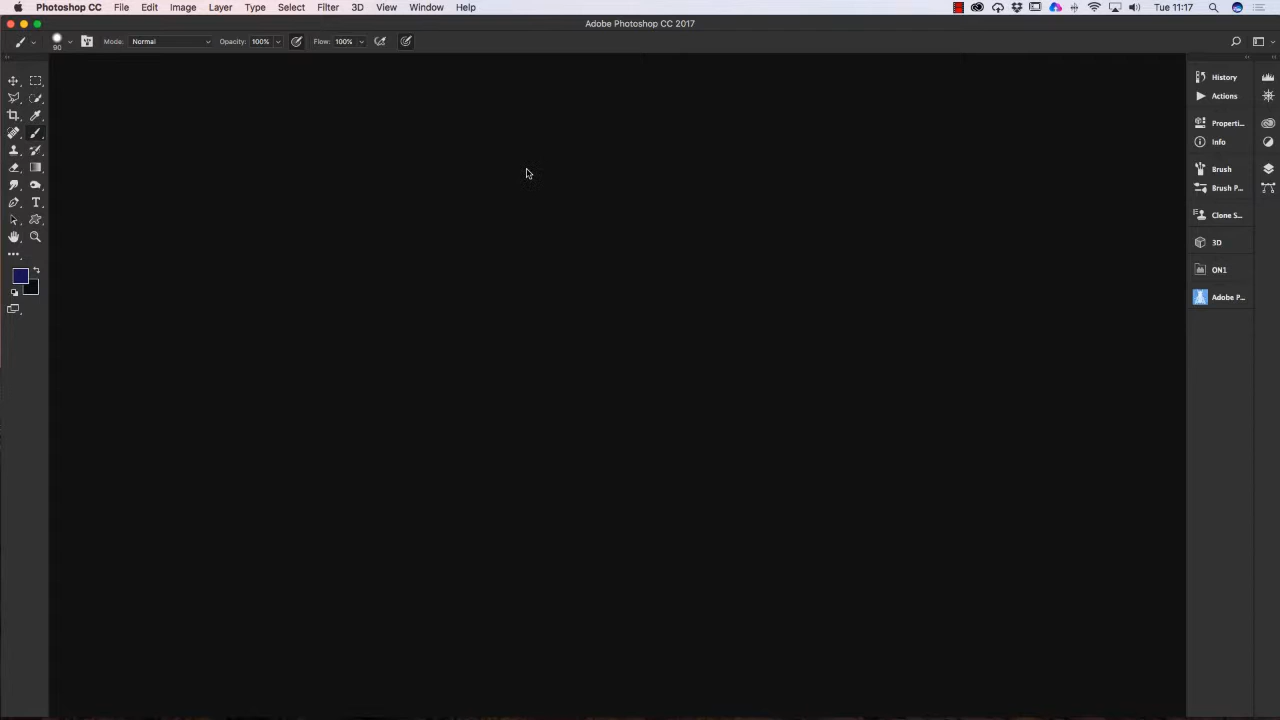 Photoshop CC File Edit Image Layer Type Select Filter 3D View Window Help Tue 11:17
Adobe Photoshop CC 2017
90 Mode: Normal Opacity: 100% Flow: 100%
History
Actions
Properti...
Info
Brush
Brush P...
Clone S...
3D
ON1
Adobe P...
T